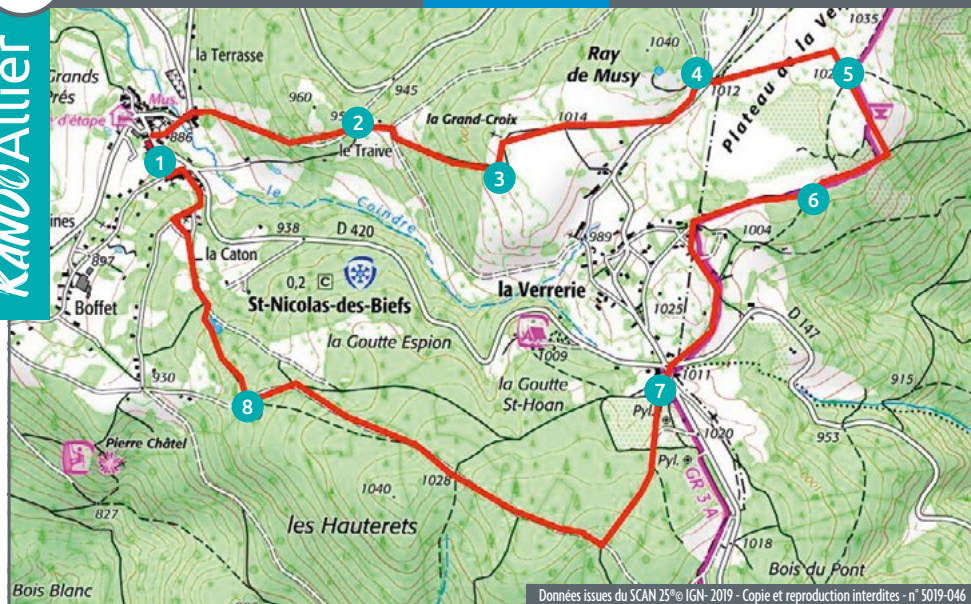 RANDOAllier
la Terrasse
Grands
Prés
Mus.
d'étape
886
1
960
945
2
le Traive
la Grand-Croix
3
1014
Ray
de Musy
1040
4
1012
Plateau de la
1035
5
6
1004
le Coindre
938
D 420
989
la Caton
0,2 C
St-Nicolas-des-Biefs
la Verrerie
1025
897
Boffet
la Goutte Espion
1009
D 147
930
8
la Goutte
St-Hoan
1011
7
915
Pyl.
1020
953
Pierre Châtel
Pyl.
GR 3 A
1028
1040
827
les Hauterets
1018
Bois Blanc
Bois du Pont
Données issues du SCAN 25®© IGN- 2019 - Copie et reproduction interdites - n° 5019-046